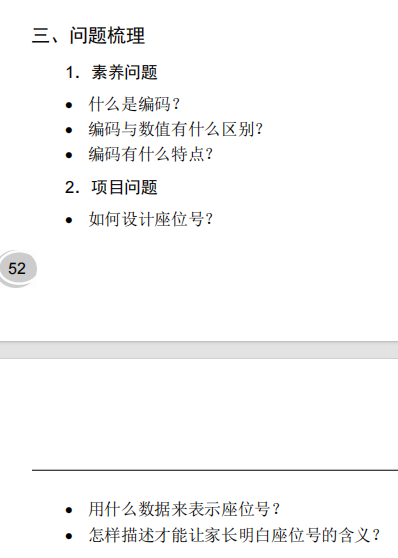 三、问题梳理
1．素养问题
● 什么是编码？
● 编码与数值有什么区别？
● 编码有什么特点？
2．项目问题
● 如何设计座位号？
52
● 用什么数据来表示座位号？
● 怎样描述才能让家长明白座位号的含义？